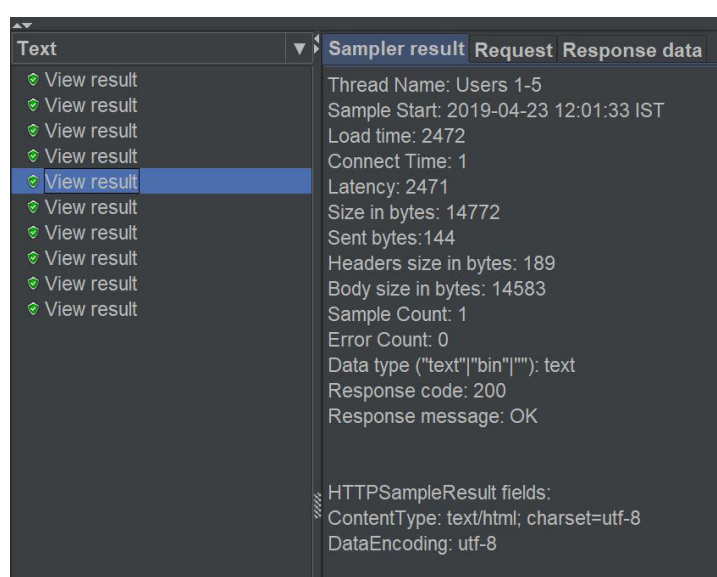 Text
View result
View result
View result
View result
View result
View result
View result
View result
View result
View result
Sampler result Request Response data
Thread Name: Users 1-5
Sample Start: 2019-04-23 12:01:33 IST
Load time: 2472
Connect Time: 1
Latency: 2471
Size in bytes: 14772
Sent bytes:144
Headers size in bytes: 189
Body size in bytes: 14583
Sample Count: 1
Error Count: 0
Data type ("text"|"bin"|""): text
Response code: 200
Response message: OK
HTTPSampleResult fields:
ContentType: text/html; charset=utf-8
DataEncoding: utf-8